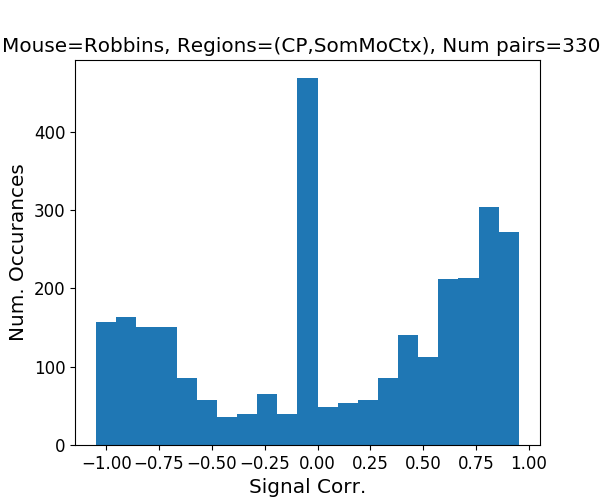 Mouse=Robbins, Regions=(CP,SomMoCtx), Num pairs=330
400
300
200
100
0
Num. Occurances
−1.00 −0.75 −0.50 −0.25 0.00 0.25 0.50 0.75 1.00
Signal Corr.